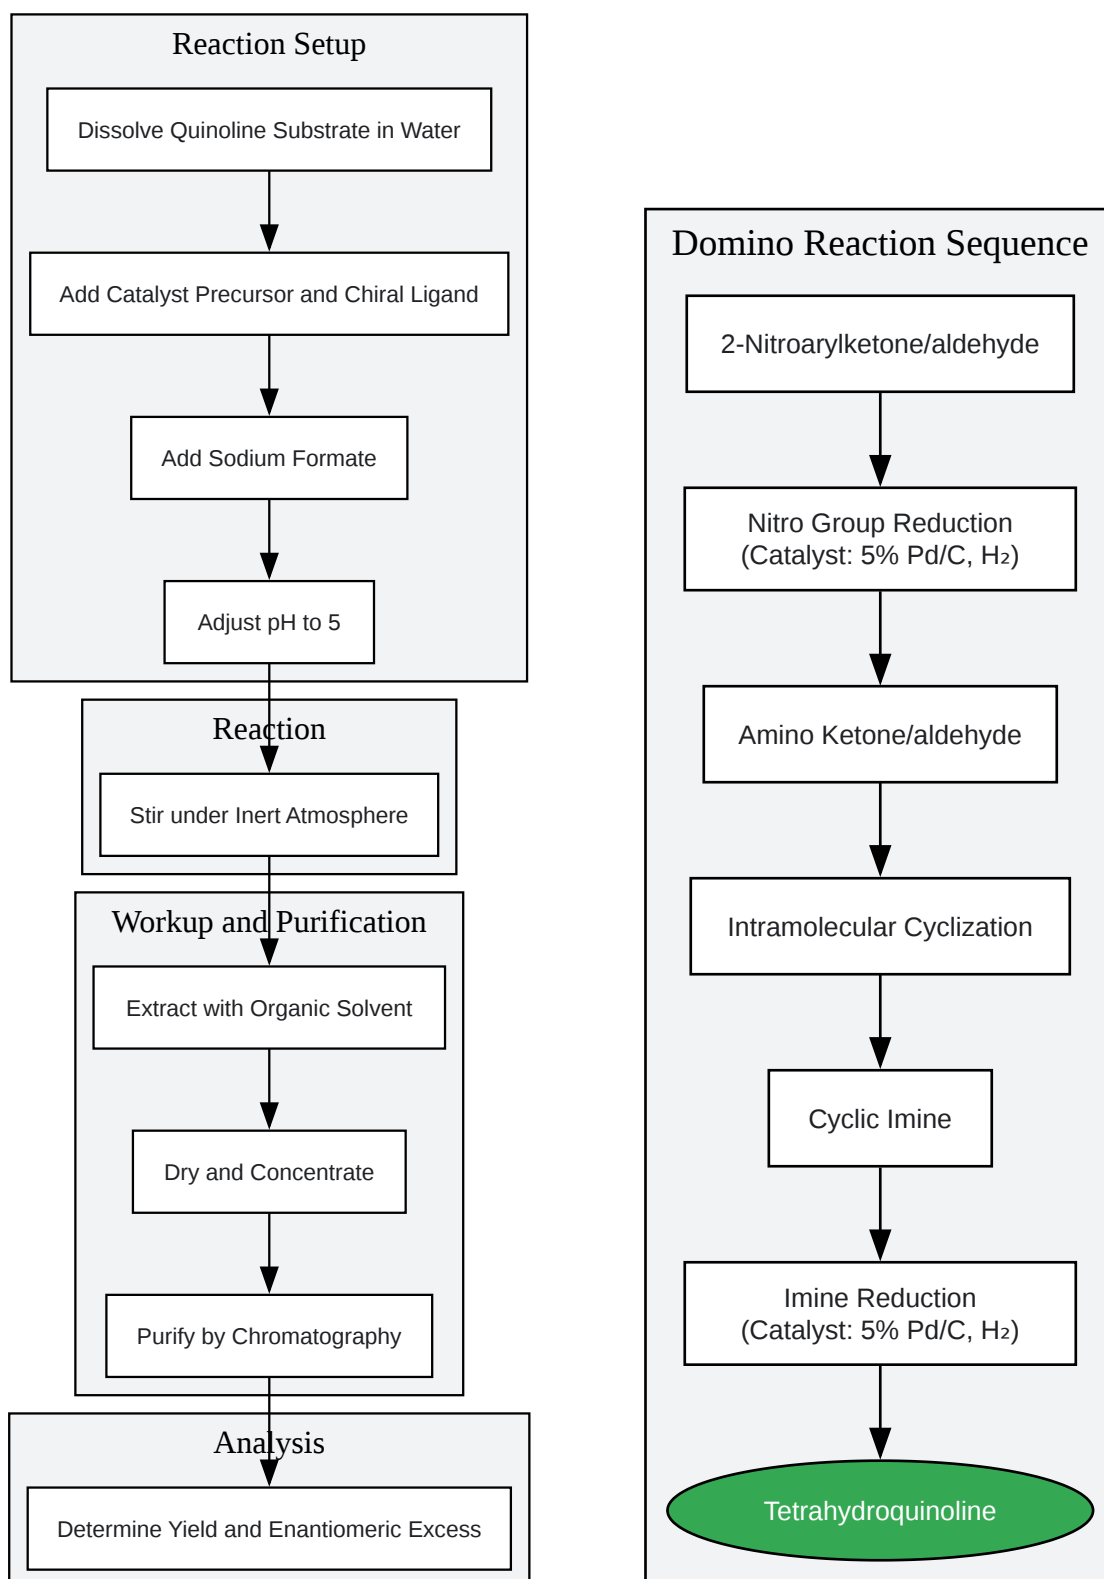 Reaction Setup
Dissolve Quinoline Substrate in Water
Add Catalyst Precursor and Chiral Ligand
Add Sodium Formate
Adjust pH to 5
Reaction
Stir under Inert Atmosphere
Workup and Purification
Extract with Organic Solvent
Dry and Concentrate
Purify by Chromatography
Analysis
Determine Yield and Enantiomeric Excess
Domino Reaction Sequence
2-Nitroarylketone/aldehyde
Nitro Group Reduction
(Catalyst: 5% Pd/C, H₂)
Amino Ketone/aldehyde
Intramolecular Cyclization
Cyclic Imine
Imine Reduction
(Catalyst: 5% Pd/C, H₂)
Tetrahydroquinoline